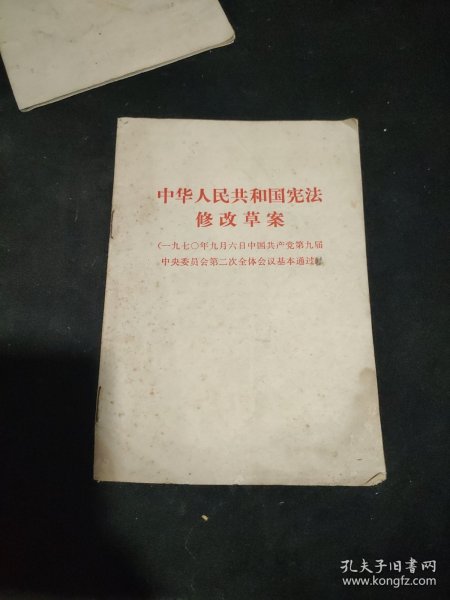 中华人民共和国宪法
修改草案
(一九七〇年九月六日中国共产党第九届
中央委员会第二次全体会议基本通过)
孔夫子旧书网
www.kongfz.com